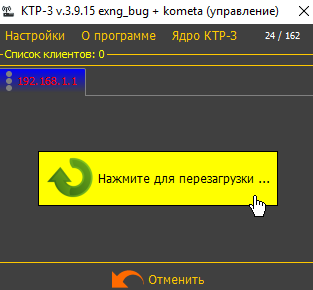 КТР-3 v.3.9.15 exng_bug + kometa (управление)
Настройки О программе Ядро КТР-3 24 / 162
Список клиентов: 0
192.168.1.1
Нажмите для перезагрузки ...
Отменить